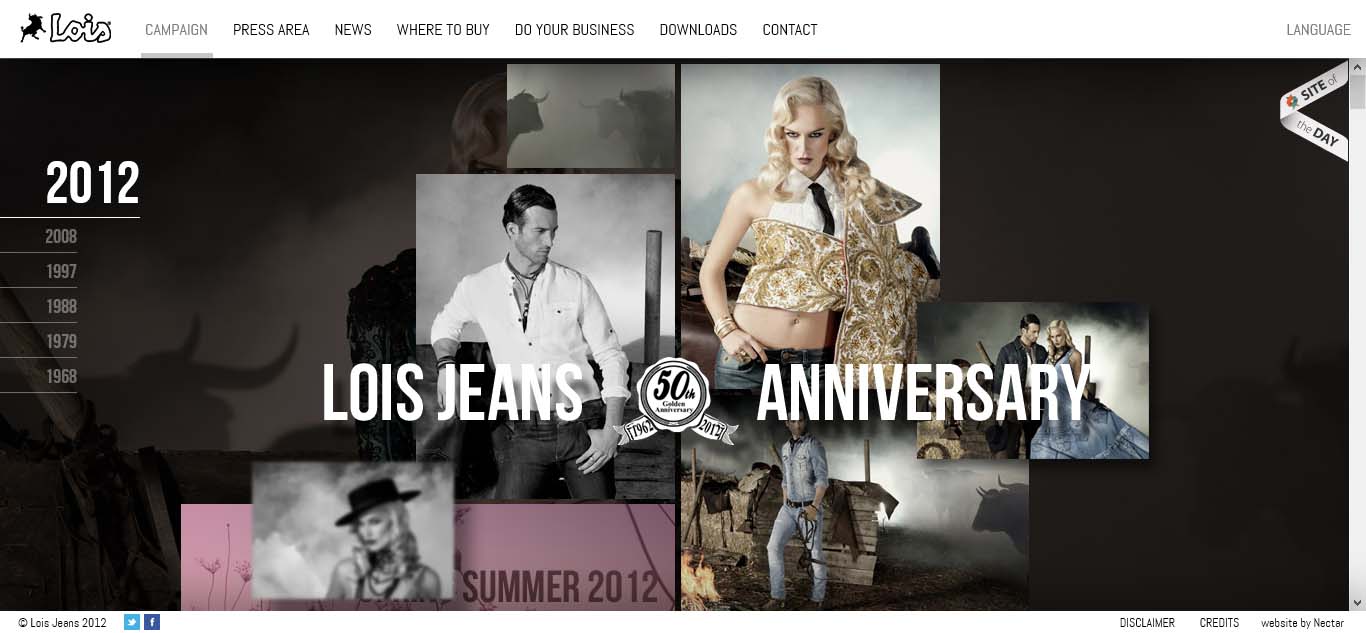 Lois
CAMPAIGN PRESS AREA NEWS WHERE TO BUY DO YOUR BUSINESS DOWNLOADS CONTACT LANGUAGE
SITE of
the DAY
2012
2008
1997
1988
1979
1968
LOIS JEANS
50th
Golden
Anniversary
1962 2012
ANNIVERSARY
SUMMER 2012
© Lois Jeans 2012
DISCLAIMER CREDITS website by Nectar